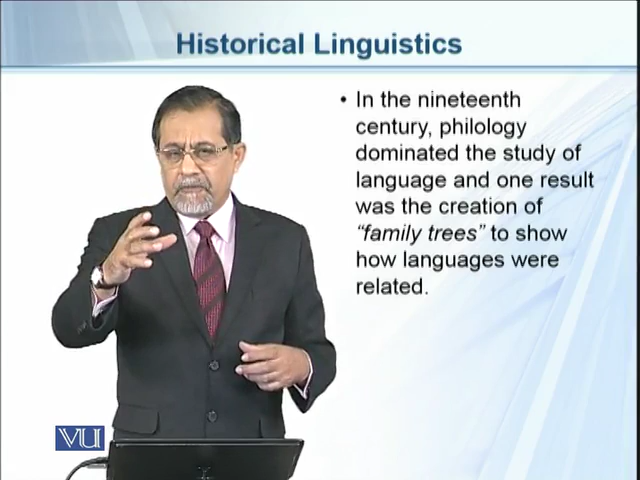 Historical Linguistics
• In the nineteenth
century, philology
dominated the study of
language and one result
was the creation of
“family trees” to show
how languages were
related.
VU